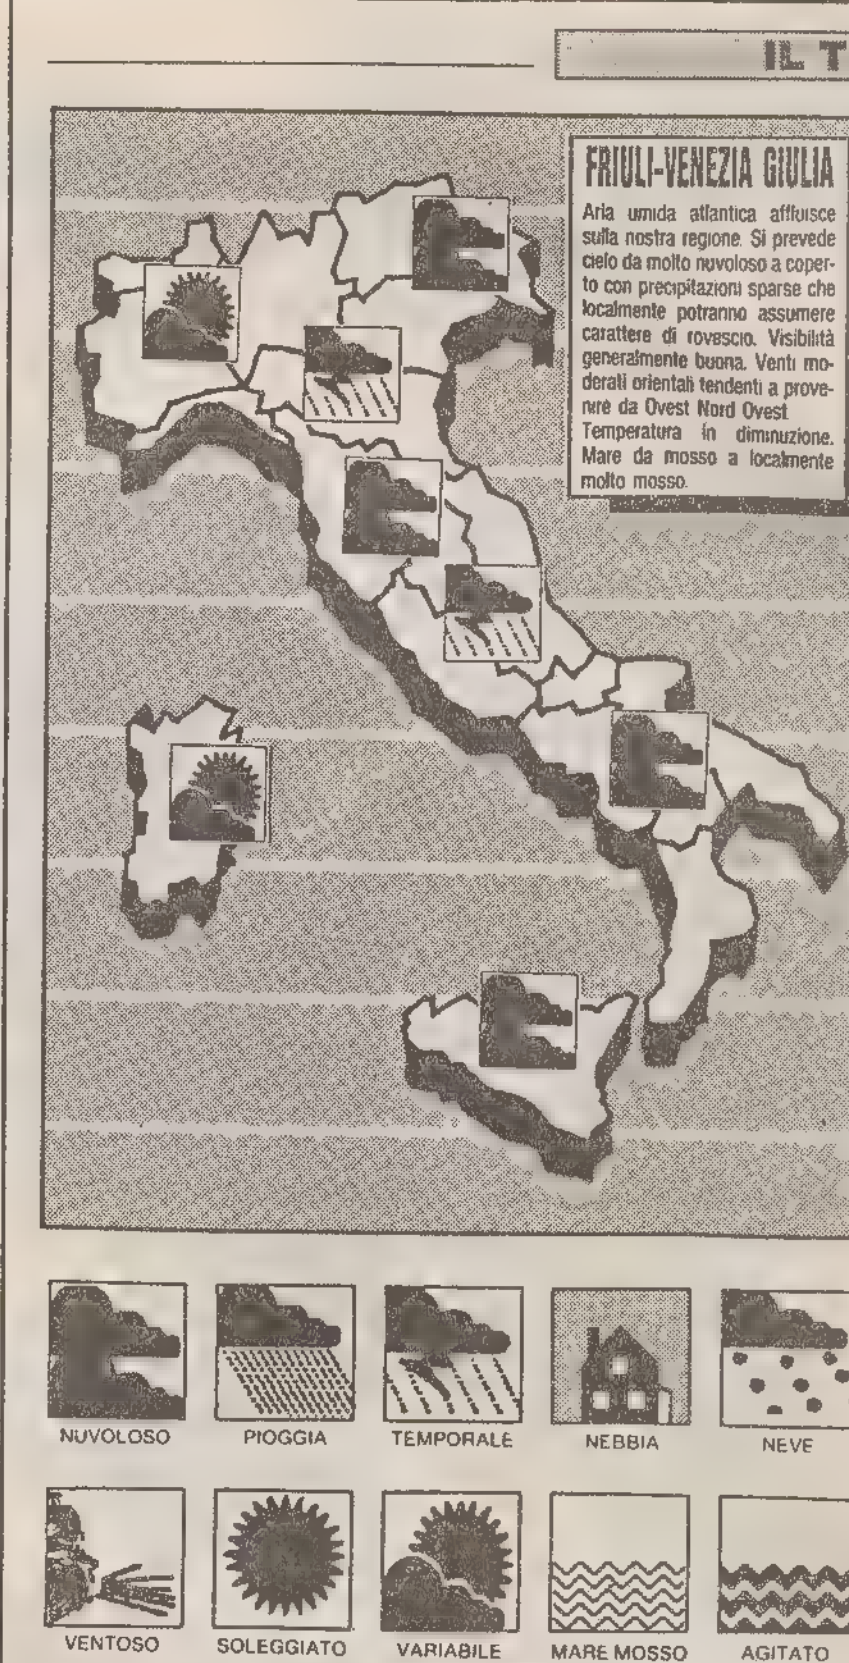 IL T
FRIULI-VENEZIA GIULIA
Aria umida atlantica affluisce
sulla nostra regione. Si prevede
cielo da molto nuvoloso a coper-
to con precipitazioni sparse che
localmente potranno assumere
carattere di rovescio. Visibilità
generalmente buona. Venti mo-
derati orientali tendenti a prove-
nire da Ovest Nord Ovest.
Temperatura in diminuzione.
Mare da mosso a localmente
molto mosso.
NUVOLOSO PIOGGIA TEMPORALE NEBBIA NEVE
VENTOSO SOLEGGIATO VARIABILE MARE MOSSO AGITATO